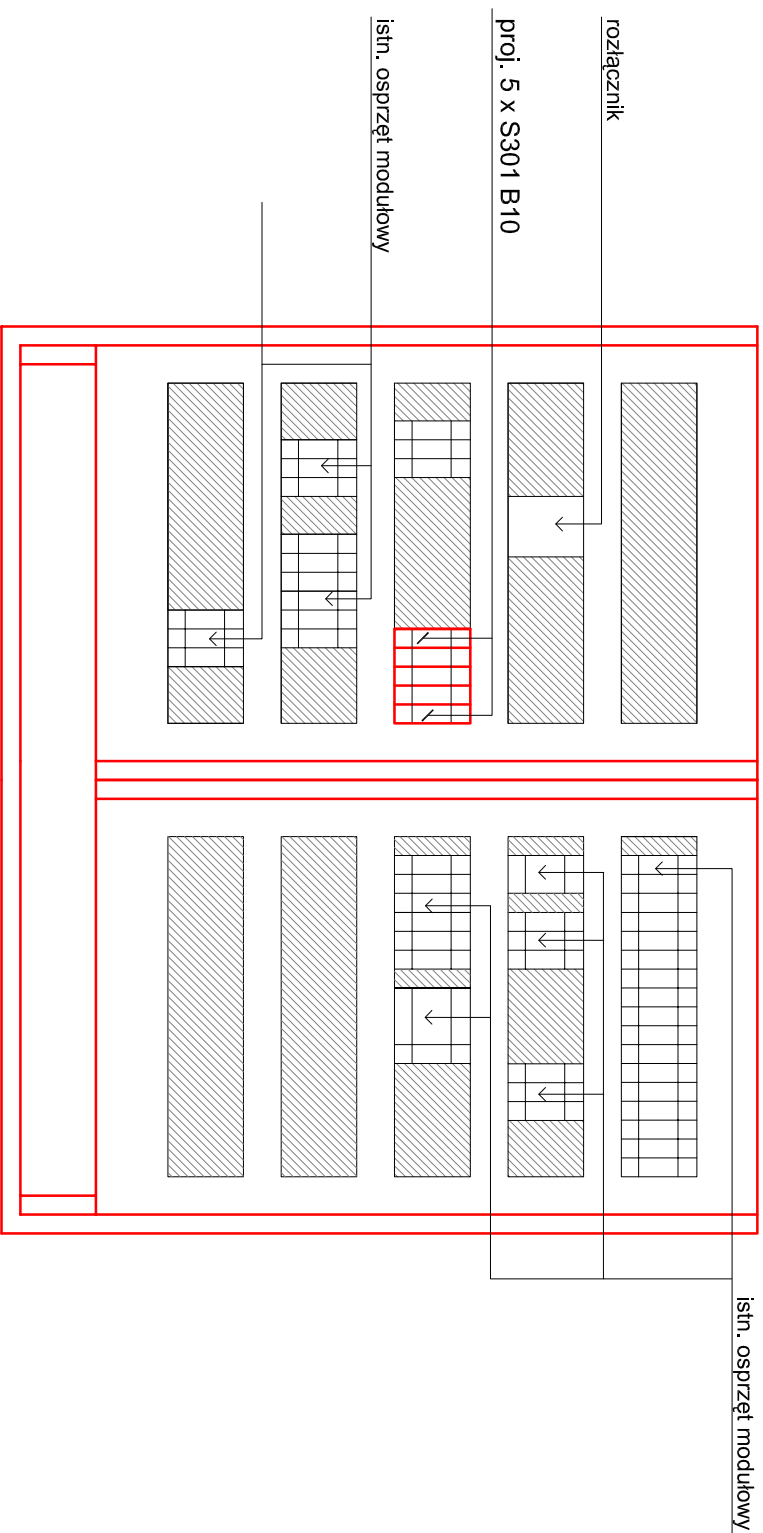 rozłącznik
proj. 5 x S301 B10
istn. osprzęt modułowy
istn. osprzęt modułowy